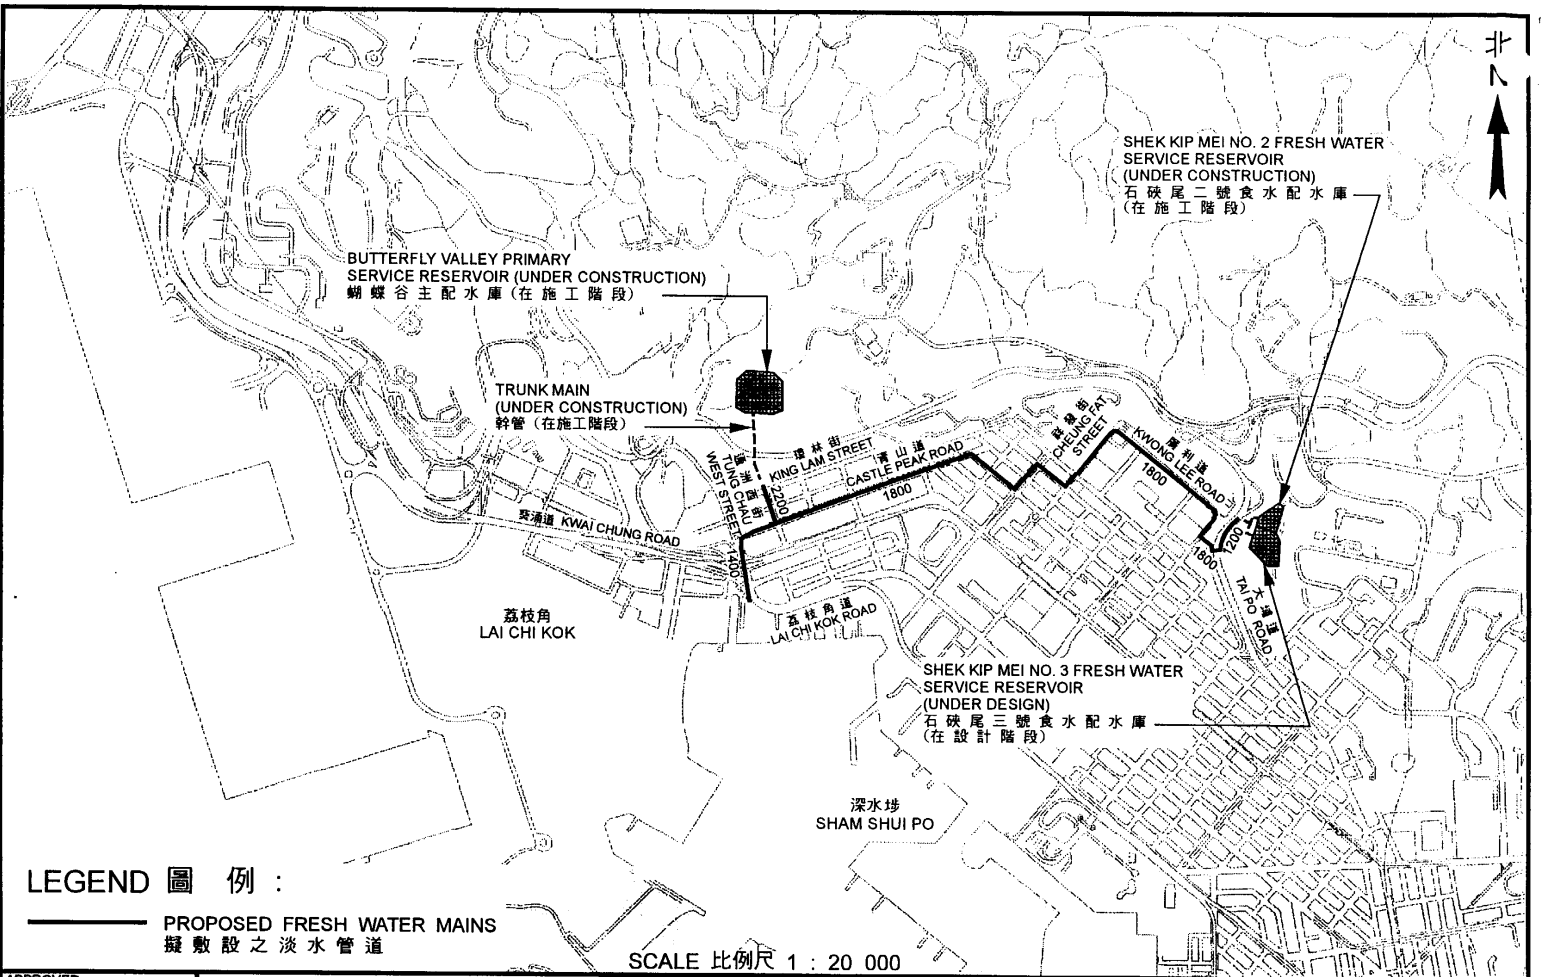 北
SHEK KIP MEI NO. 2 FRESH WATER
SERVICE RESERVOIR
(UNDER CONSTRUCTION)
石硤尾二號食水配水庫
(在施工階段)
BUTTERFLY VALLEY PRIMARY
SERVICE RESERVOIR (UNDER CONSTRUCTION)
蝴蝶谷主配水庫(在施工階段)
TRUNK MAIN
(UNDER CONSTRUCTION)
幹管(在施工階段)
瓊林街
KING LAM STREET
青山道
CASTLE PEAK ROAD
1800
祥發街
CHEUNG FAT
STREET
廣利道
KWONG LEE ROAD
1800
通洲西街
TUNG CHAU
WEST STREET
2200
1400
葵涌道 KWAI CHUNG ROAD
1800
1200
大埔道
TAI PO ROAD
荔枝角
LAI CHI KOK
荔枝角道
LAI CHI KOK ROAD
SHEK KIP MEI NO. 3 FRESH WATER
SERVICE RESERVOIR
(UNDER DESIGN)
石硤尾三號食水配水庫
(在設計階段)
深水埗
SHAM SHUI PO
LEGEND 圖 例 :
PROPOSED FRESH WATER MAINS
擬敷設之淡水管道
SCALE 比例尺 1 : 20 000
APPROVED